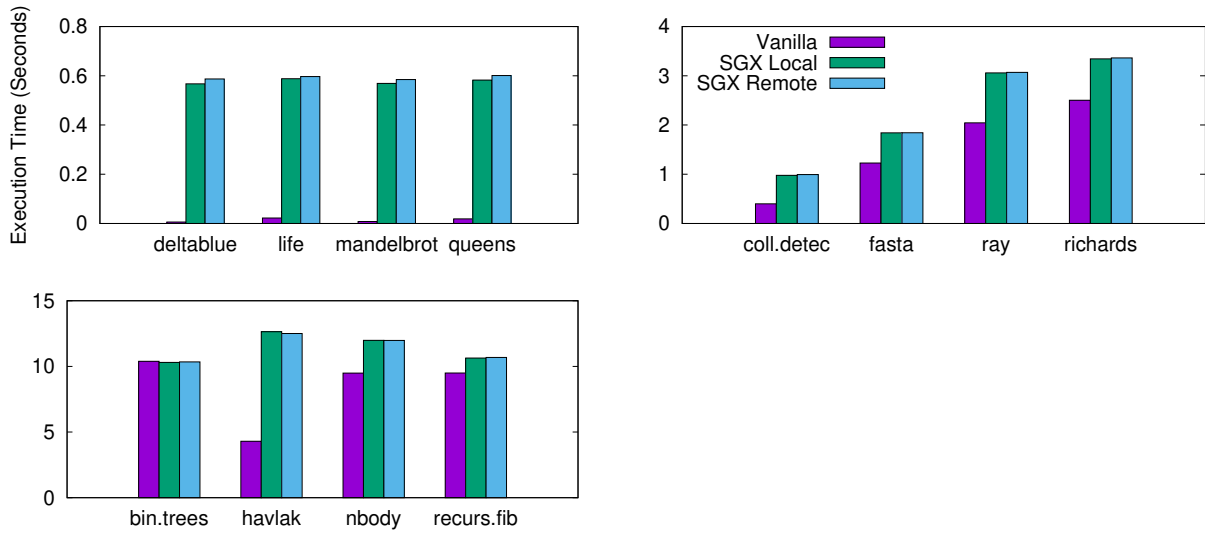 Execution Time (Seconds)
0.8
0.6
0.4
0.2
0
deltablue life mandelbrot queens
4
3
2
1
0
Vanilla
SGX Local
SGX Remote
coll.detec fasta ray richards
15
10
5
0
bin.trees havlak nbody recurs.fib